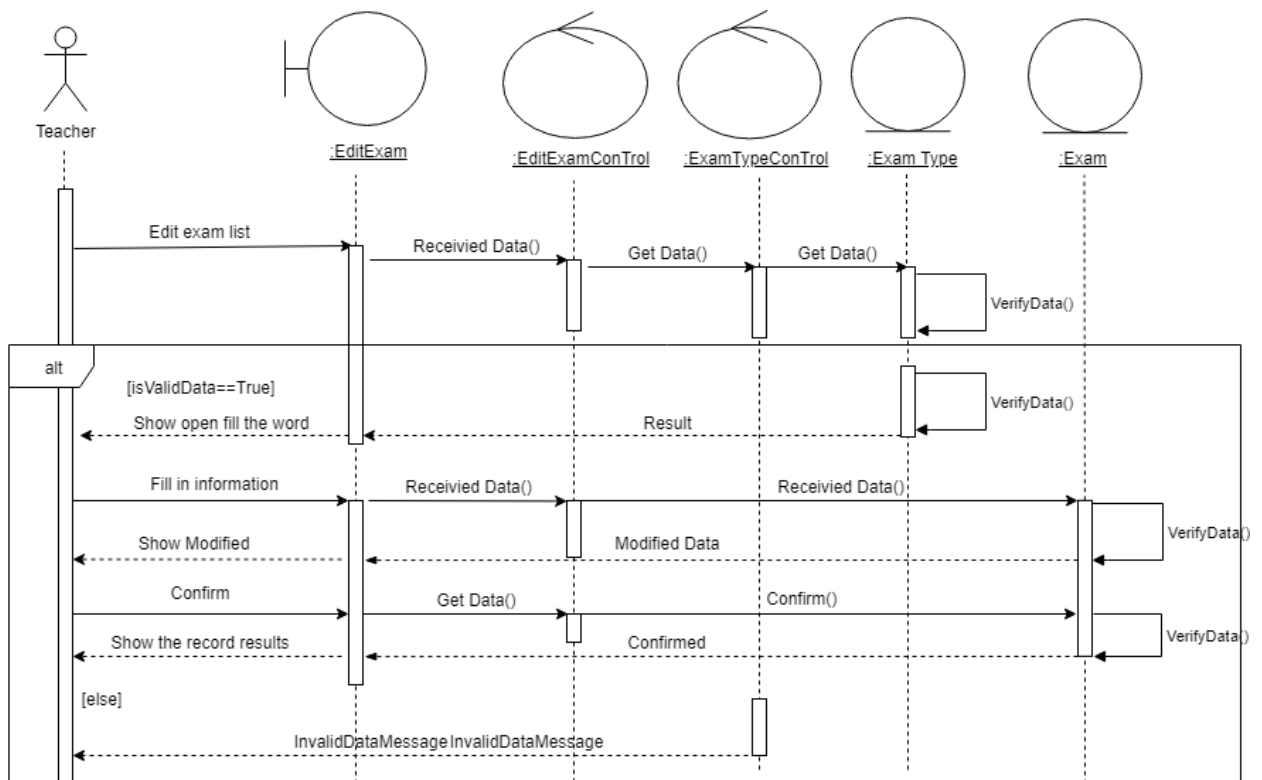 Teacher
:EditExam
:EditExamConTrol
:ExamTypeConTrol
:Exam Type
:Exam
Edit exam list
Receivied Data()
Get Data()
Get Data()
VerifyData()
alt
[isValidData==True]
VerifyData()
Show open fill the word
Result
Fill in information
Receivied Data()
Receivied Data()
VerifyData()
Show Modified
Modified Data
Confirm
Get Data()
Confirm()
VerifyData()
Show the record results
Confirmed
[else]
InvalidDataMessage InvalidDataMessage